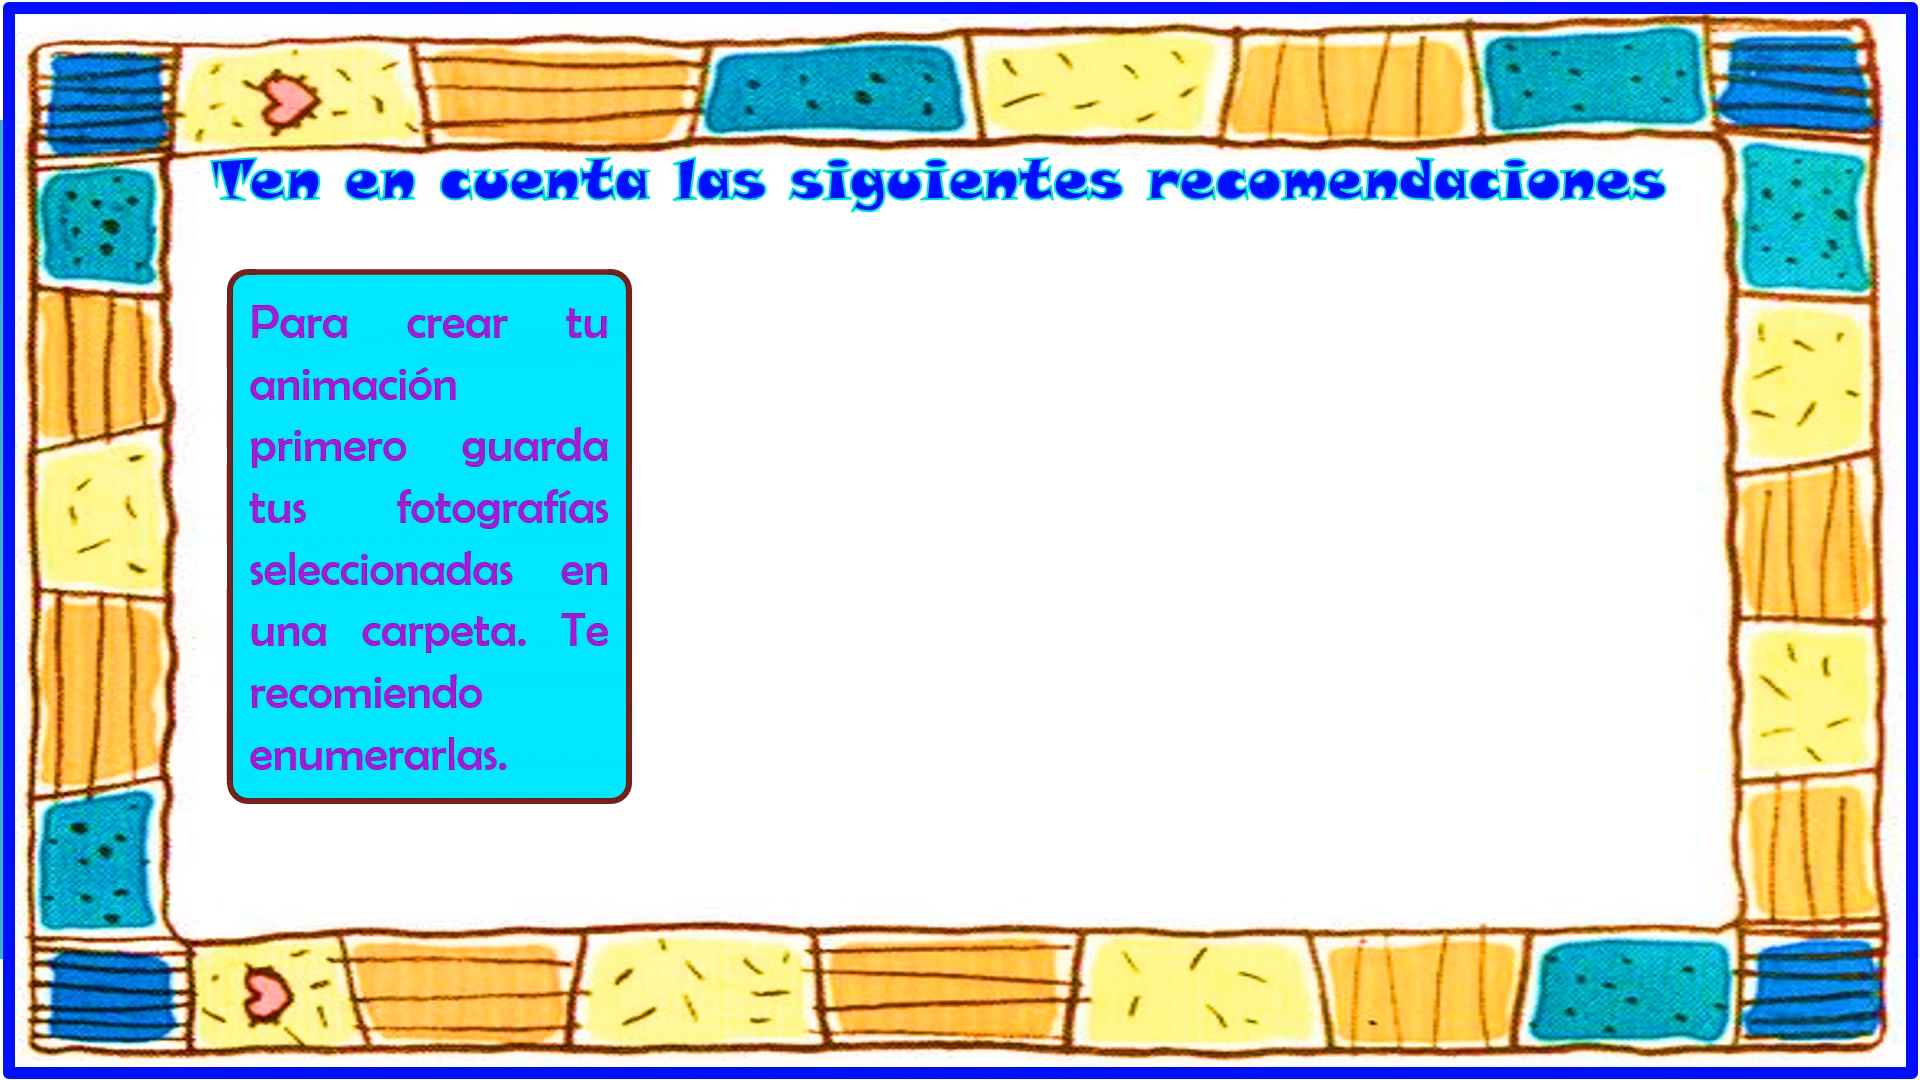 Ten en cuenta las siguientes recomendaciones
Para crear tu
animación
primero guarda
tus fotografías
seleccionadas en
una carpeta. Te
recomiendo
enumerarlas.